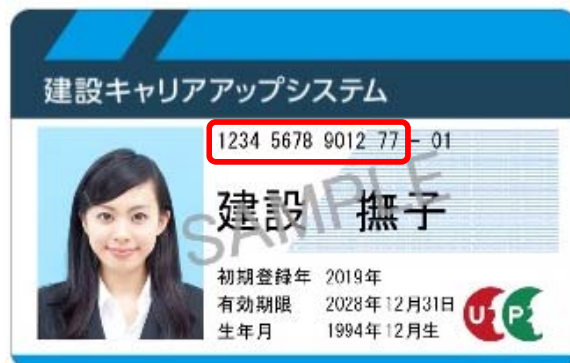 建設キャリアアップシステム
1234 5678 9012 77 - 01
建設 撫子
SAMPLE
初期登録年 2019年
有効期限 2028年12月31日
生年月 1994年12月生
U P